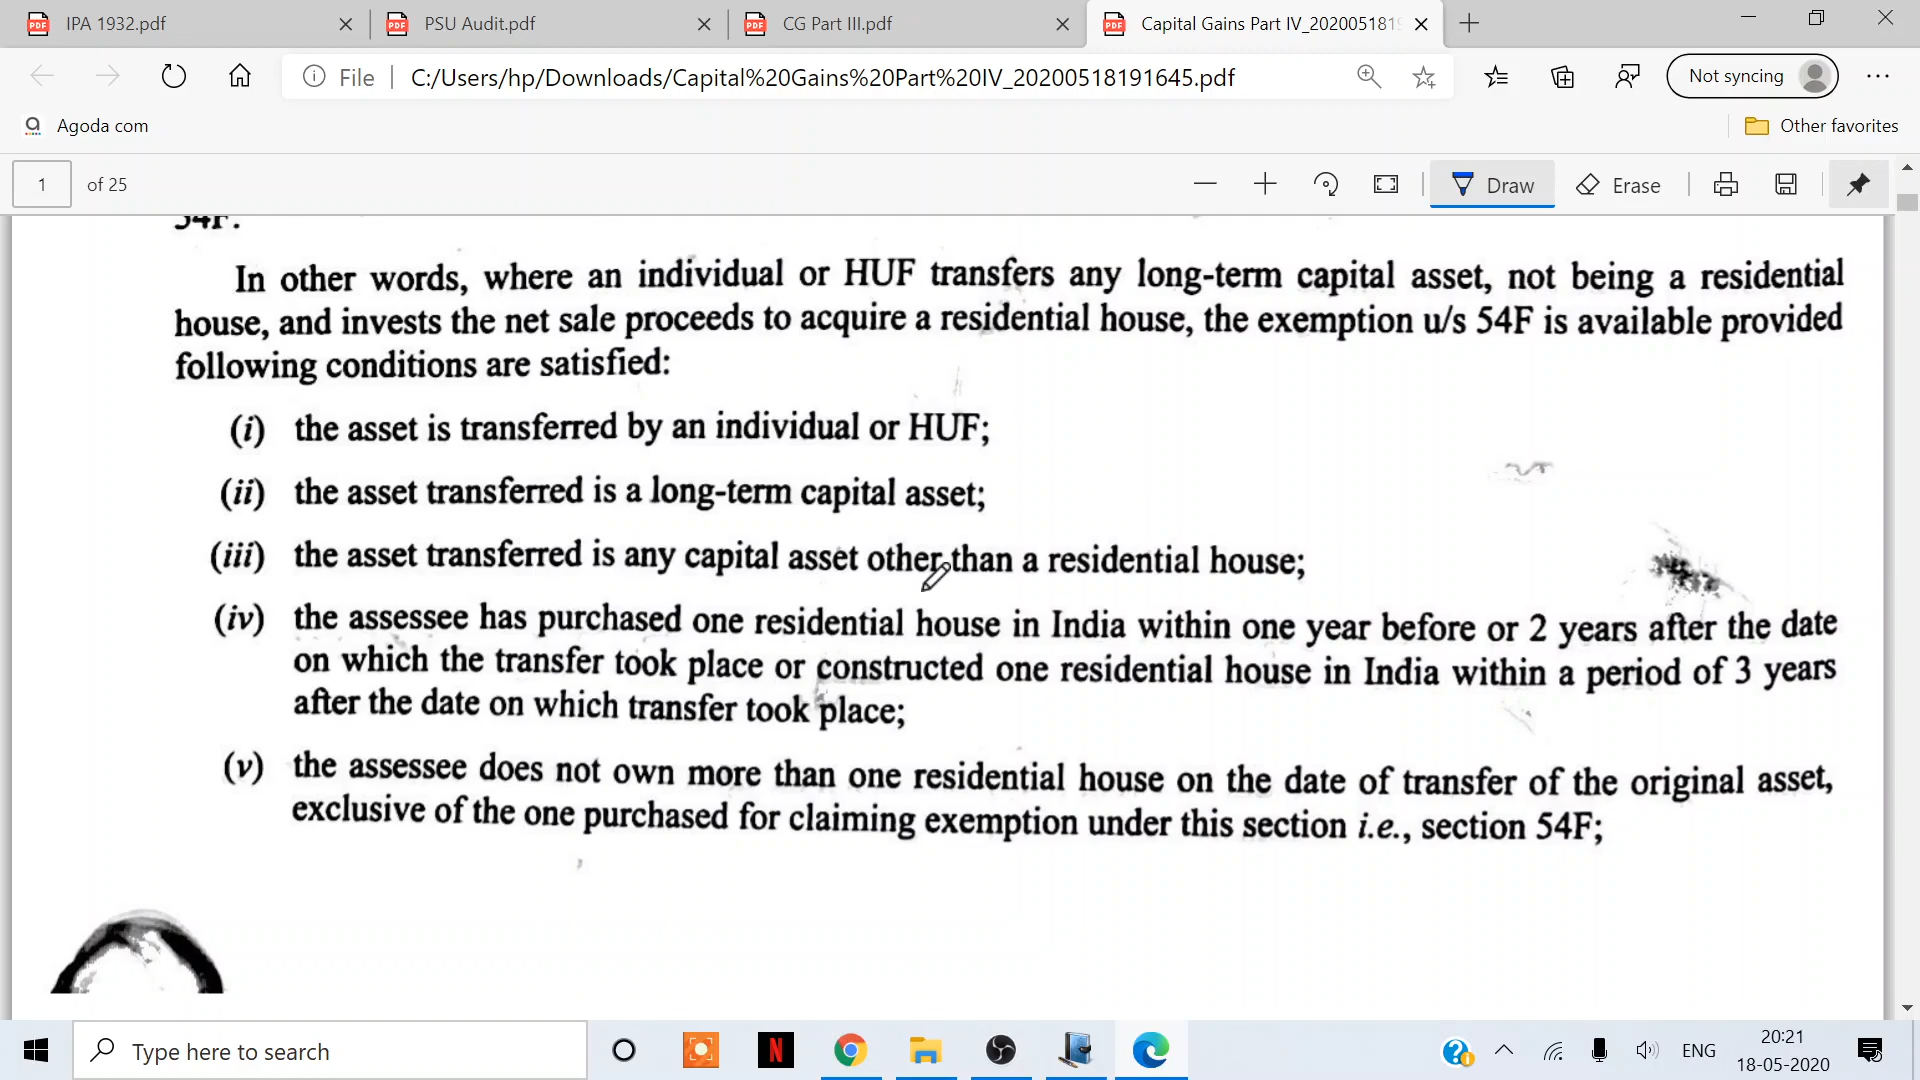 IPA 1932.pdf
PSU Audit.pdf
CG Part III.pdf
Capital Gains Part IV_202005181
File
C:/Users/hp/Downloads/Capital%20Gains%20Part%20IV_20200518191645.pdf
Not syncing
Agoda com
Other favorites
1 of 25
Draw
Erase
54F.
In other words, where an individual or HUF transfers any long-term capital asset, not being a residential
house, and invests the net sale proceeds to acquire a residential house, the exemption u/s 54F is available provided
following conditions are satisfied:
(i) the asset is transferred by an individual or HUF;
(ii) the asset transferred is a long-term capital asset;
(iii) the asset transferred is any capital asset other than a residential house;
(iv) the assessee has purchased one residential house in India within one year before or 2 years after the date
on which the transfer took place or constructed one residential house in India within a period of 3 years
after the date on which transfer took place;
(v) the assessee does not own more than one residential house on the date of transfer of the original asset,
exclusive of the one purchased for claiming exemption under this section i.e., section 54F;
Type here to search
ENG
20:21
18-05-2020